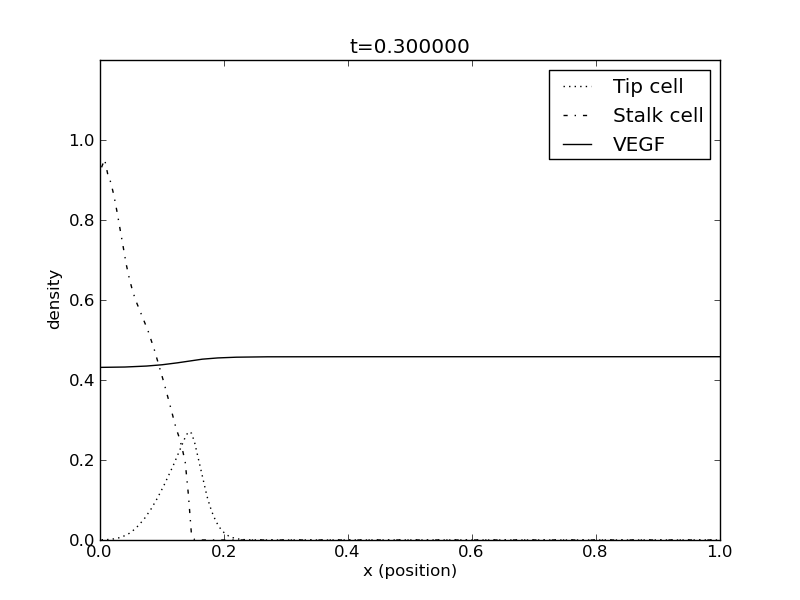 t=0.300000
Tip cell
Stalk cell
VEGF
density
1.0
0.8
0.6
0.4
0.2
0.0
0.0 0.2 0.4 0.6 0.8 1.0
x (position)